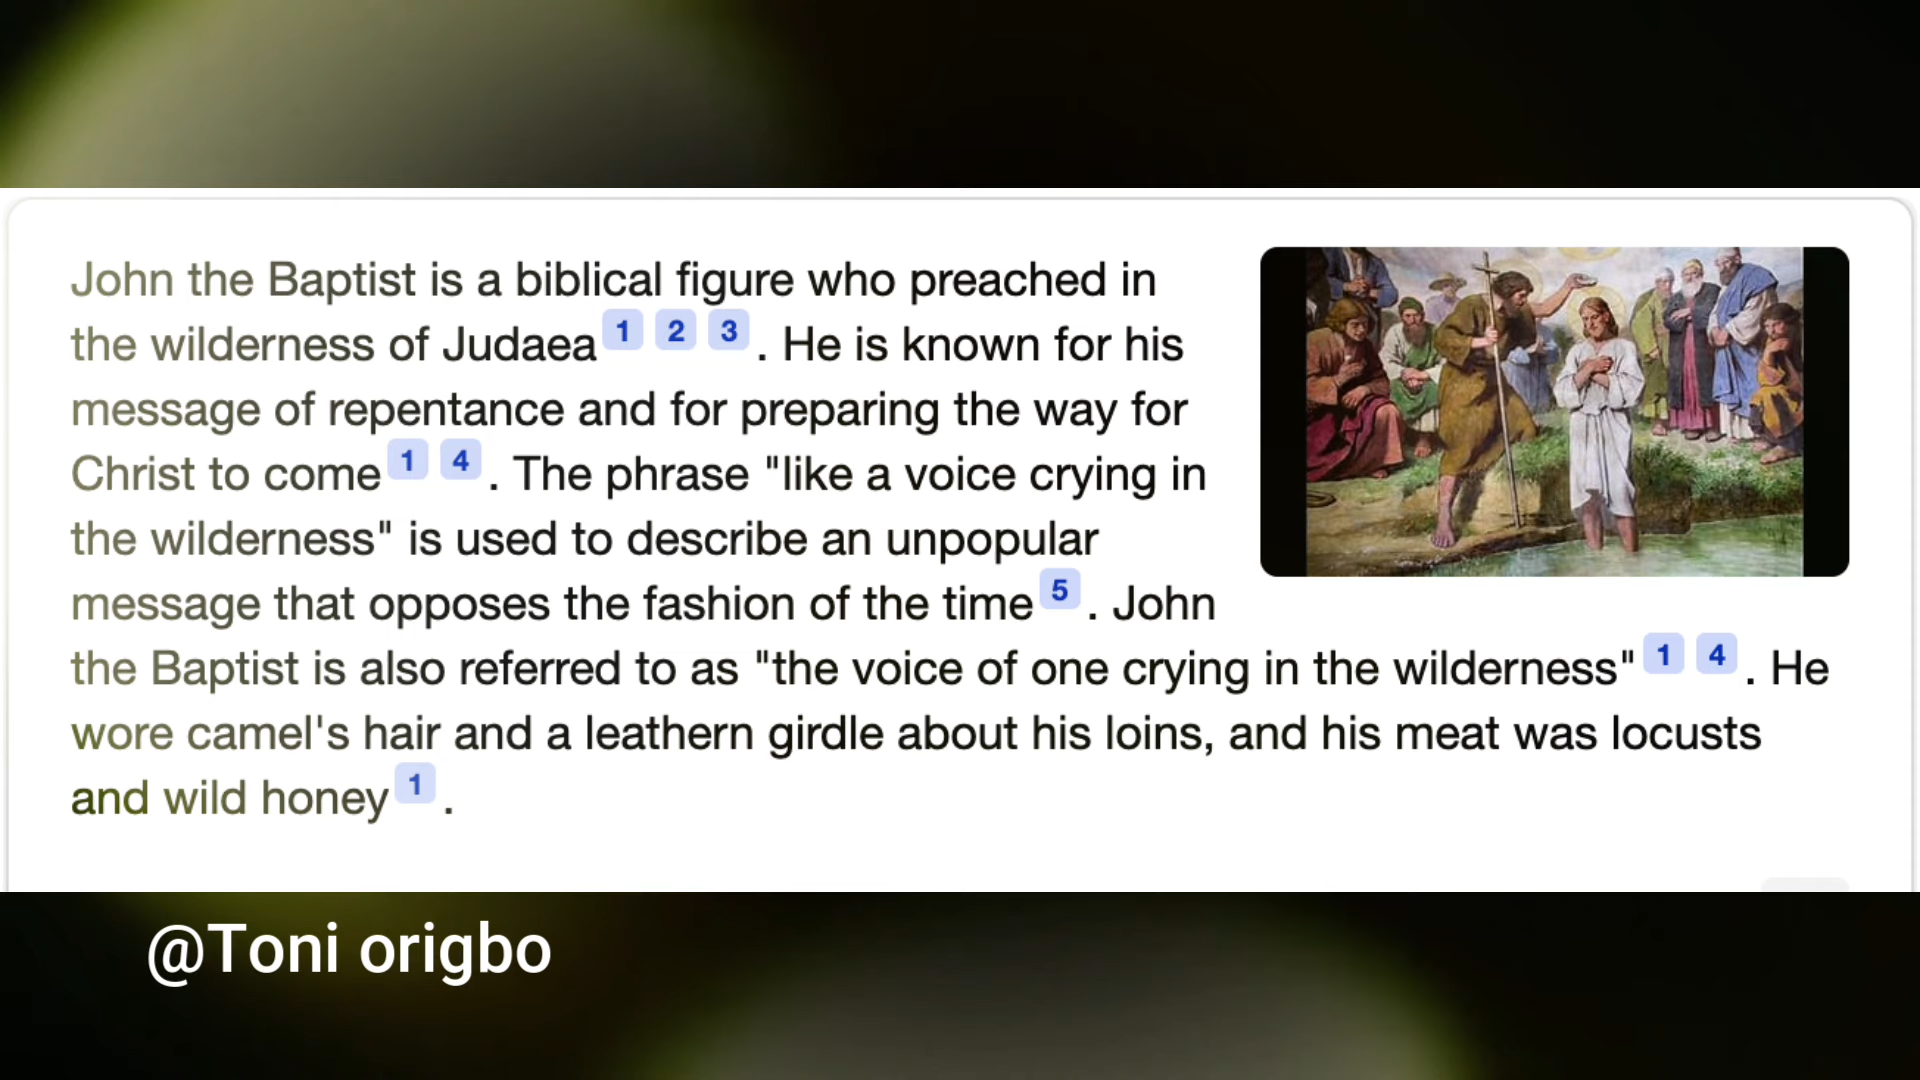 John the Baptist is a biblical figure who preached in
the wilderness of Judaea 1 2 3 . He is known for his
message of repentance and for preparing the way for
Christ to come 1 4 . The phrase "like a voice crying in
the wilderness" is used to describe an unpopular
message that opposes the fashion of the time 5 . John
the Baptist is also referred to as "the voice of one crying in the wilderness" 1 4 . He
wore camel's hair and a leathern girdle about his loins, and his meat was locusts
and wild honey 1 .
@Toni origbo